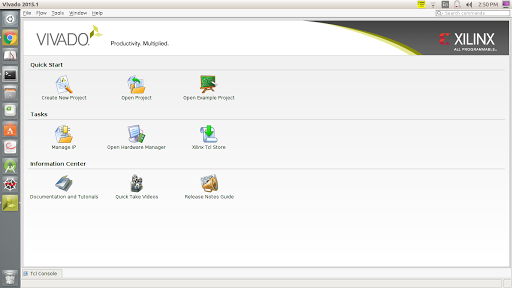 Vivado 2015.1
2:50 PM
File Flow Tools Window Help
Search commands
VIVADO.
Productivity. Multiplied.
XILINX
ALL PROGRAMMABLE.
Quick Start
Create New Project
Open Project
Open Example Project
Tasks
Manage IP
Open Hardware Manager
Xilinx Tcl Store
Information Center
Documentation and Tutorials
Quick Take Videos
Release Notes Guide
Tcl Console